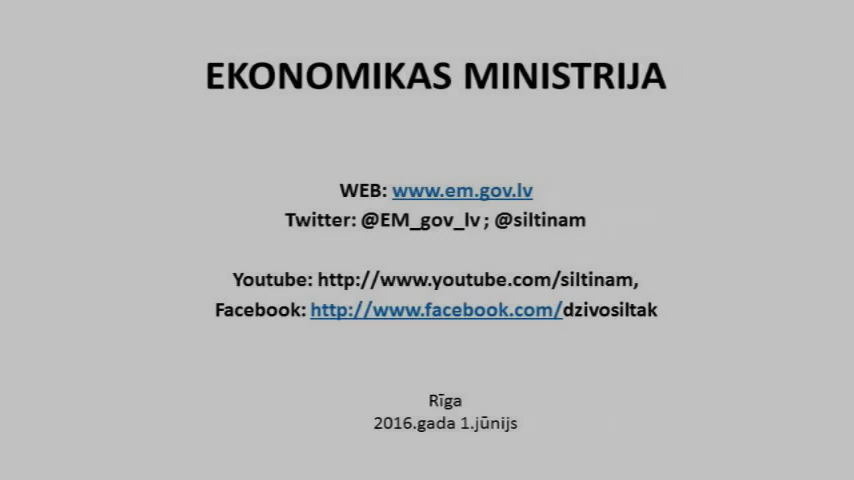 EKONOMIKAS MINISTRIJA
WEB: www.em.gov.lv
Twitter: @EM_gov_lv ; @siltinam
Youtube: http://www.youtube.com/siltinam,
Facebook: http://www.facebook.com/dzivosiltak
Rīga
2016.gada 1.jūnijs